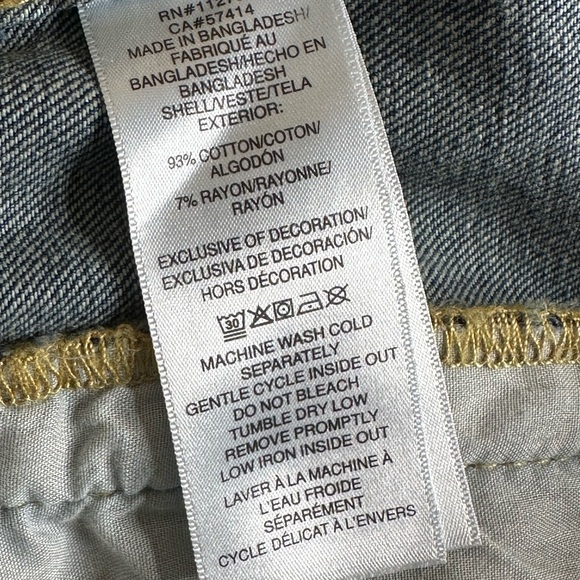 CA#57414
MADE IN BANGLADESH/
FABRIQUÉ AU
BANGLADESH/HECHO EN
BANGLADESH
SHELL/VESTE/TELA
EXTERIOR:
93% COTTON/COTON/
ALGODÓN
7% RAYON/RAYONNE/
RAYÓN
EXCLUSIVE OF DECORATION/
EXCLUSIVA DE DECORACIÓN/
HORS DÉCORATION
30
MACHINE WASH COLD
SEPARATELY
GENTLE CYCLE INSIDE OUT
DO NOT BLEACH
TUMBLE DRY LOW
REMOVE PROMPTLY
LOW IRON INSIDE OUT
LAVER À LA MACHINE À
L'EAU FROIDE
SÉPARÉMENT
CYCLE DÉLICAT À L'ENVERS